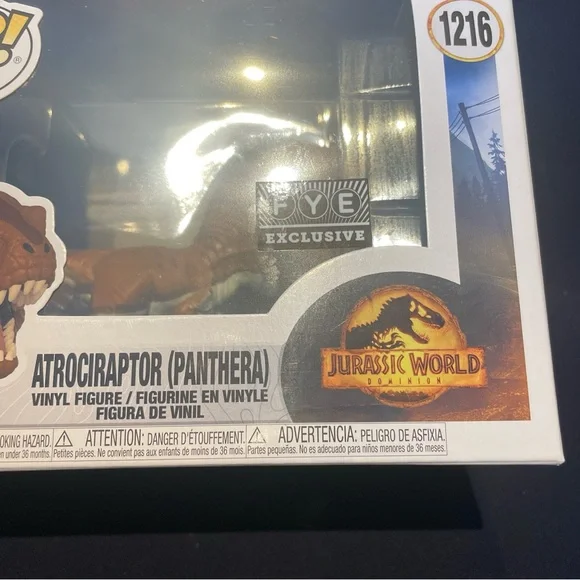 !
1216
FYE
EXCLUSIVE
JURASSIC WORLD
DOMINION
ATROCIRAPTOR (PANTHERA)
VINYL FIGURE / FIGURINE EN VINYLE
FIGURA DE VINIL
OKING HAZARD. ATTENTION: DANGER D'ÉTOUFFEMENT. ADVERTENCIA: PELIGRO DE ASFIXIA.
n under 36 months. Petites pièces. Ne convient pas aux enfants de moins de 36 mois. Partes pequeñas. No es adecuado para niños menores de 36 meses.